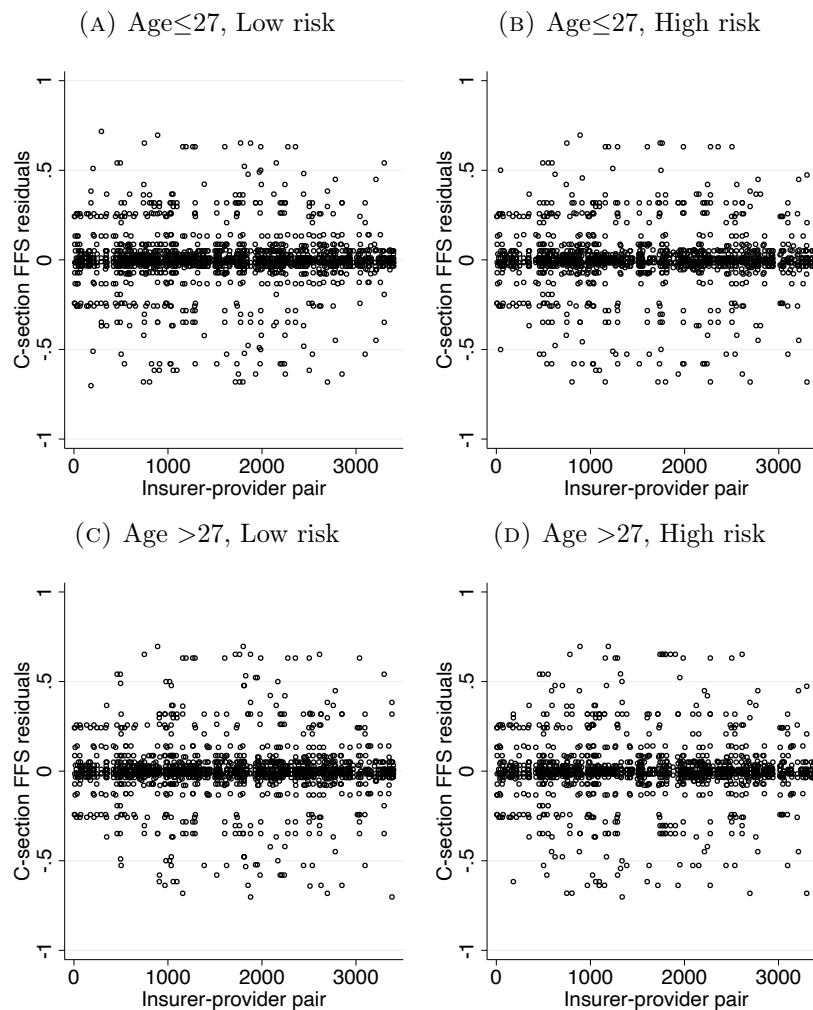 (A) Age≤27, Low risk
(B) Age≤27, High risk
C-section FFS residuals
1
.5
0
-.5
-1
0 1000 2000 3000
Insurer-provider pair
C-section FFS residuals
1
.5
0
-.5
-1
0 1000 2000 3000
Insurer-provider pair
(C) Age >27, Low risk
(D) Age >27, High risk
C-section FFS residuals
1
.5
0
-.5
-1
0 1000 2000 3000
Insurer-provider pair
C-section FFS residuals
1
.5
0
-.5
-1
0 1000 2000 3000
Insurer-provider pair